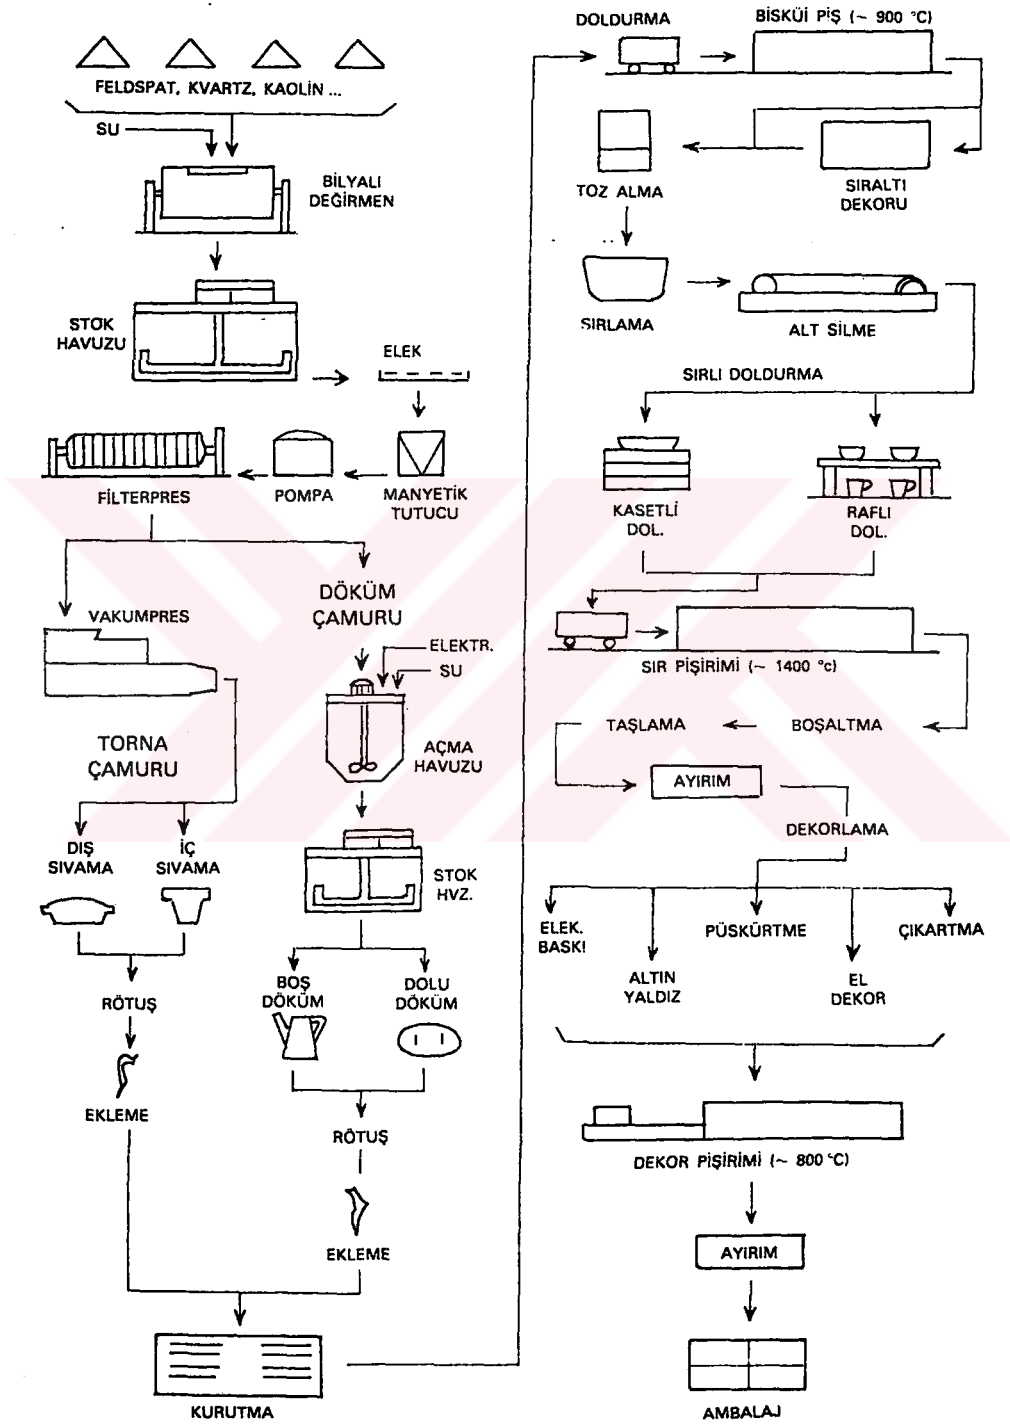 FELDSPAT, KVARTZ, KAOLİN ...
SU
BİLYALI
DEĞİRMEN
STOK
HAVUZU
ELEK
FİLTERPRES
POMPA
MANYETİK
TUTUCU
VAKUMPRES
DÖKÜM
ÇAMURU
ELEKTR.
SU
TORNA
ÇAMURU
AÇMA
HAVUZU
DIŞ
SIVAMA
İÇ
SIVAMA
STOK
HVZ.
RÖTUŞ
BOŞ
DÖKÜM
DOLU
DÖKÜM
EKLEME
RÖTUŞ
EKLEME
KURUTMA
DOLDURMA
BİSKÜİ PİŞ (~ 900 °C)
TOZ ALMA
SIRALTI
DEKORU
SIRLAMA
ALT SİLME
SIRLI DOLDURMA
KASETLİ
DOL.
RAFLI
DOL.
SIR PİŞİRİMİ (~ 1400 °c)
TAŞLAMA
BOŞALTMA
AYIRIM
DEKORLAMA
ELEK.
BASKI
PÜSKÜRTME
ÇIKARTMA
ALTIN
YALDIZ
EL
DEKOR
DEKOR PİŞİRİMİ (~ 800 °C)
AYIRIM
AMBALAJ